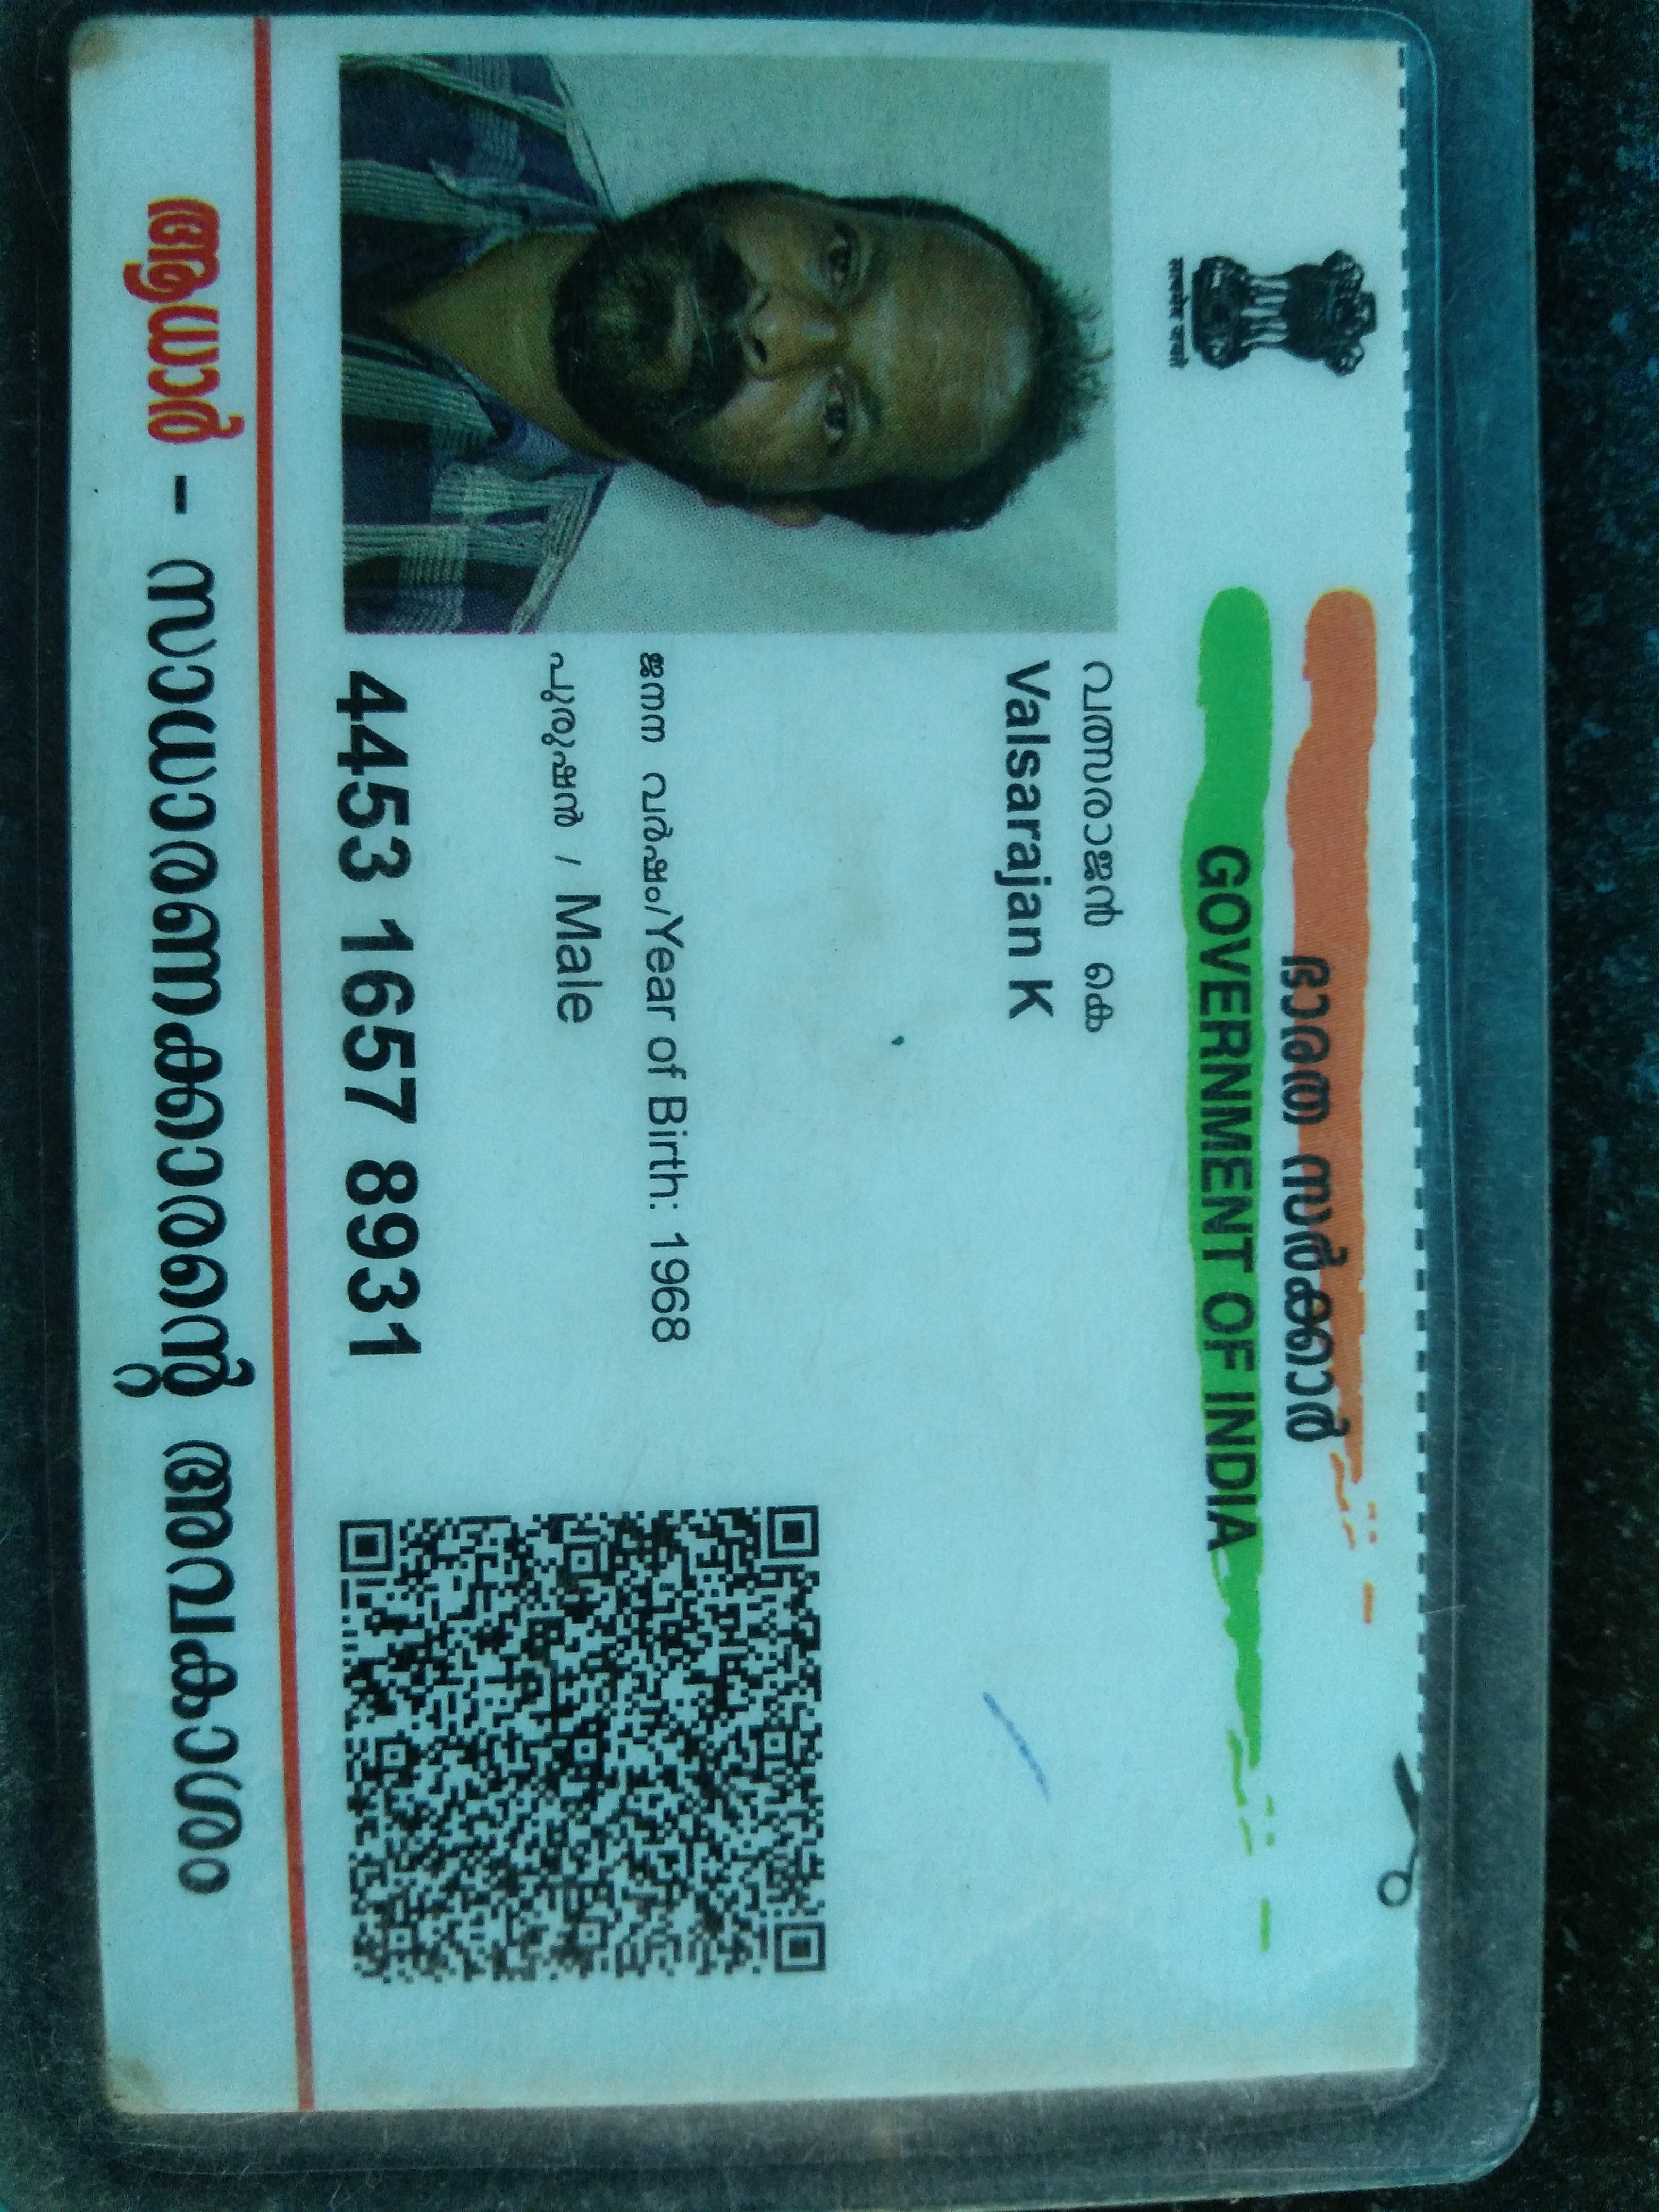 ഭാരത സർക്കാർ
GOVERNMENT OF INDIA
सत्यमेव जयते
വത്സരാജൻ കെ
Valsarajan K
ജനന വർഷം/Year of Birth: 1968
പുരുഷൻ / Male
4453 1657 8931
ആധാർ - സാധാരണക്കാരന്റെ അവകാശം